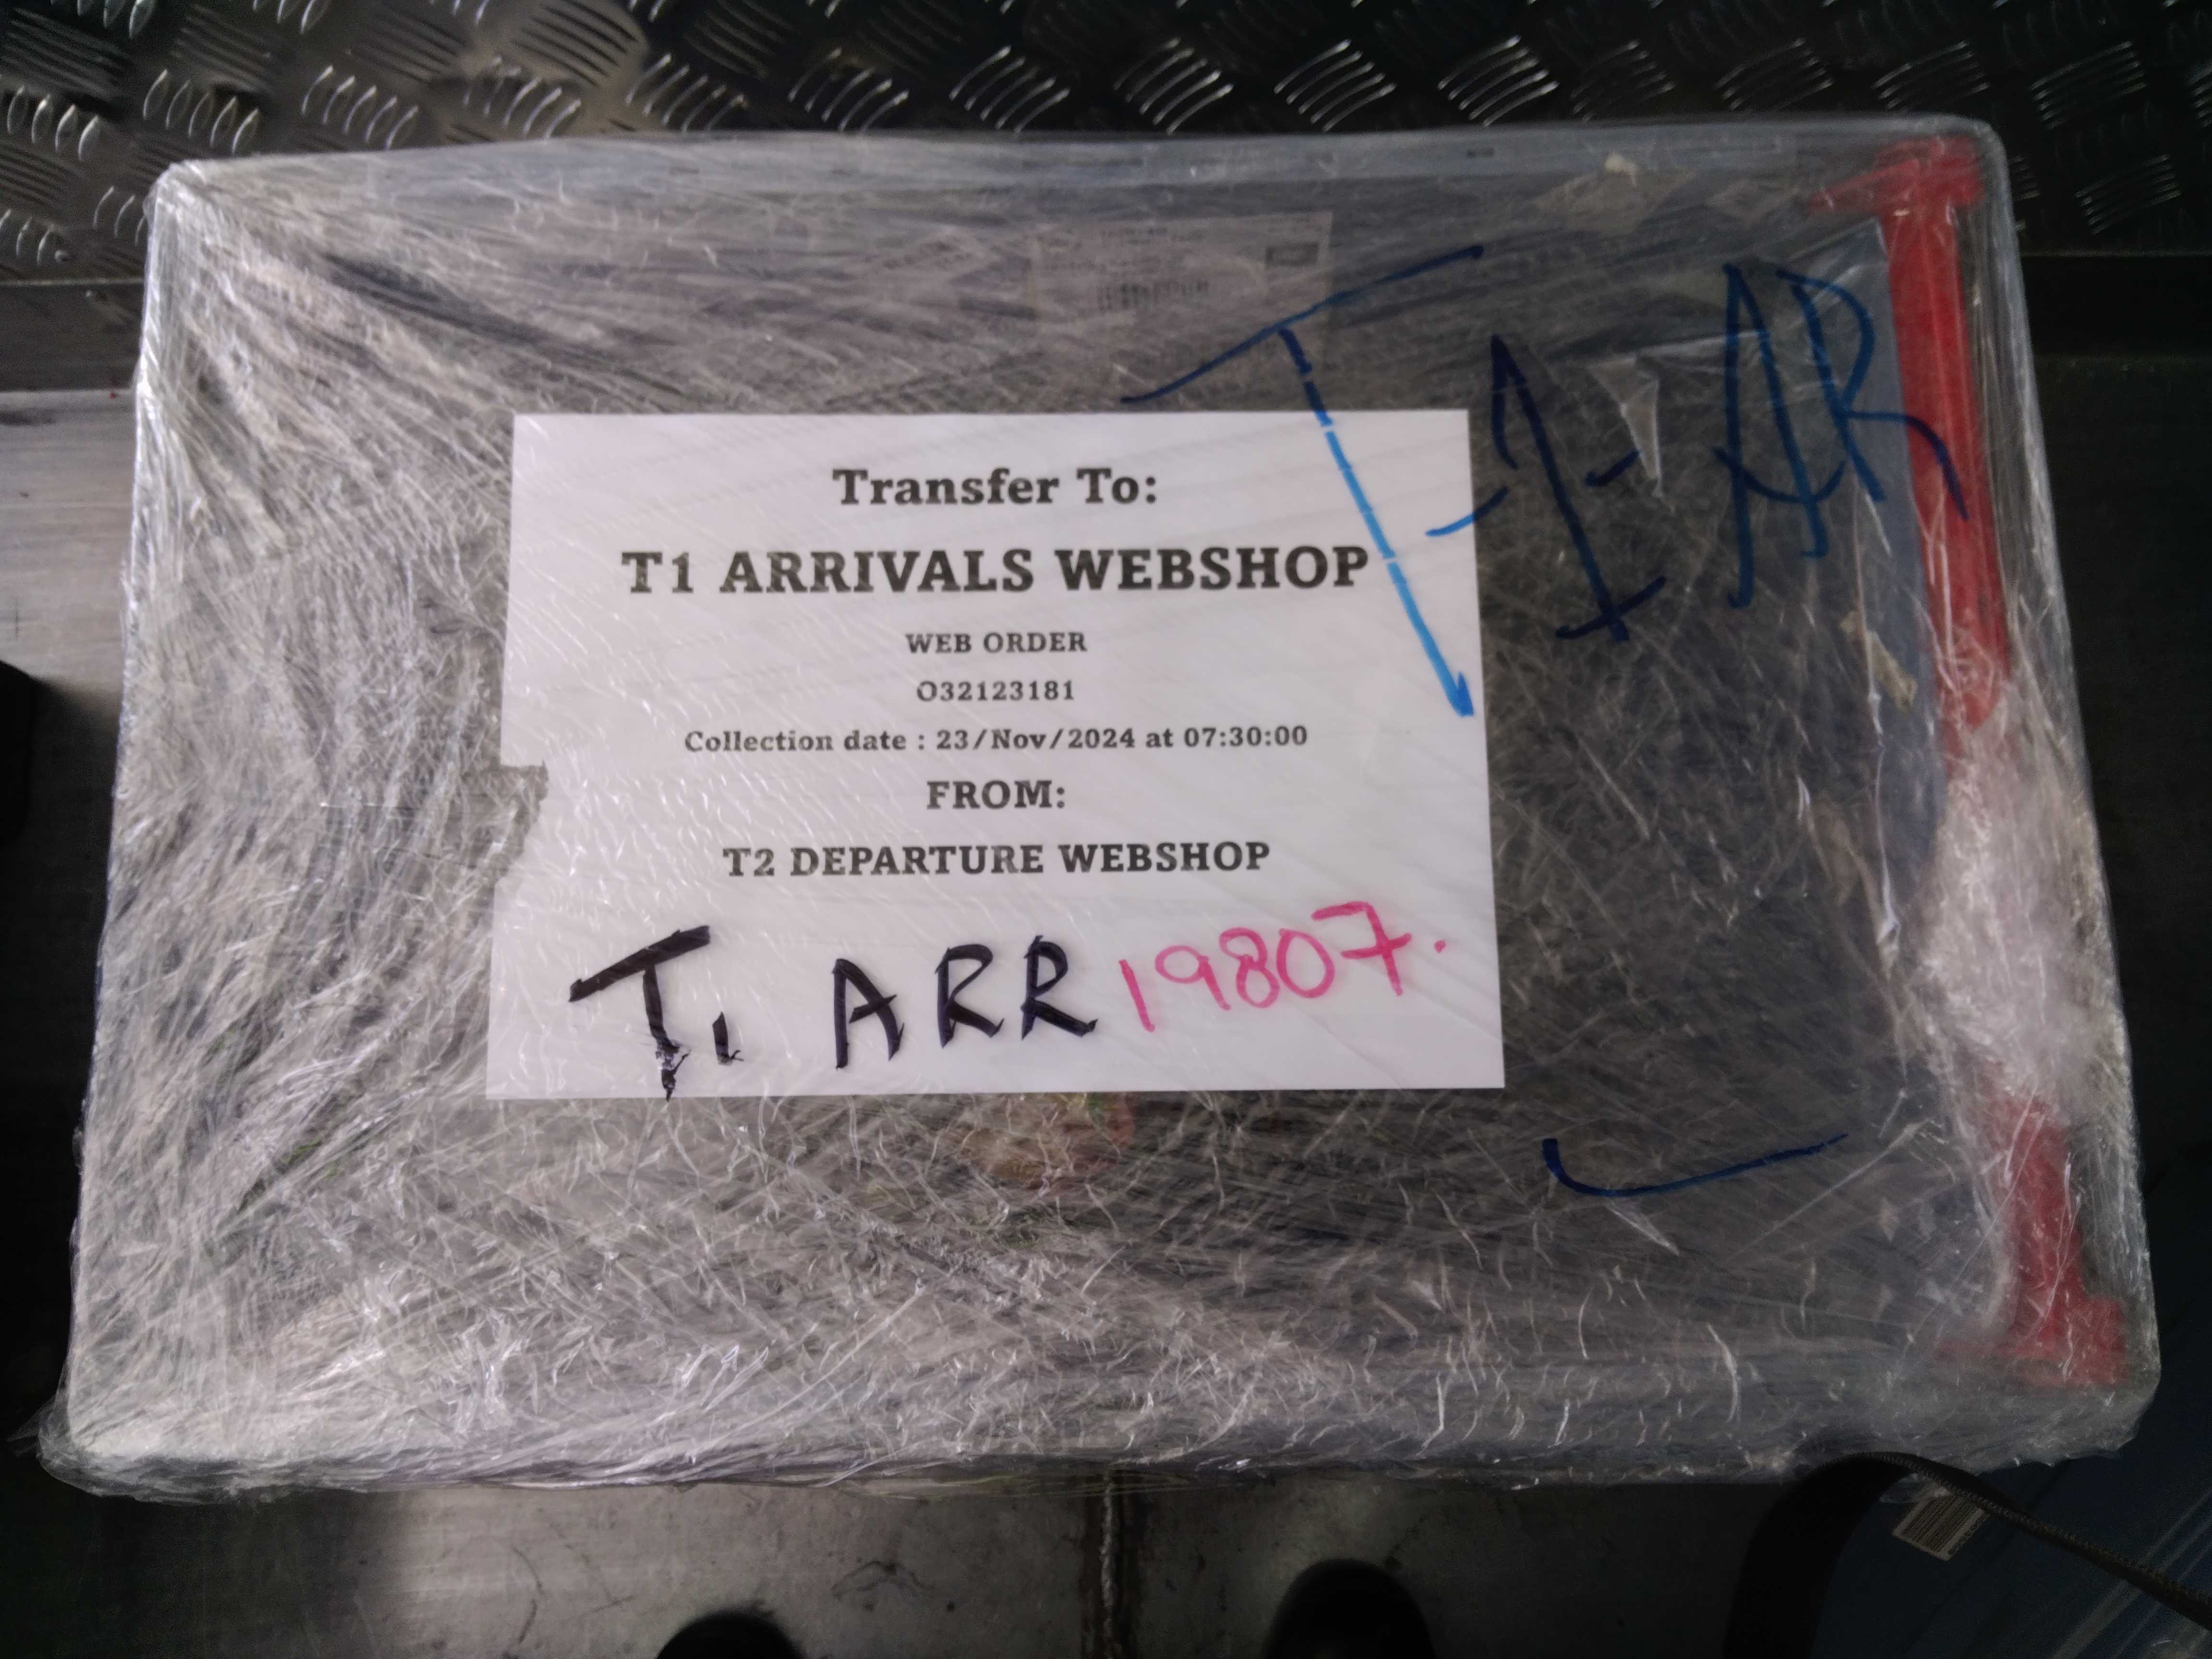 T-1-AR
Transfer To:
T1 ARRIVALS WEBSHOP
WEB ORDER
O32123181
Collection date : 23/Nov/2024 at 07:30:00
FROM:
T2 DEPARTURE WEBSHOP
T1 ARR 19807.